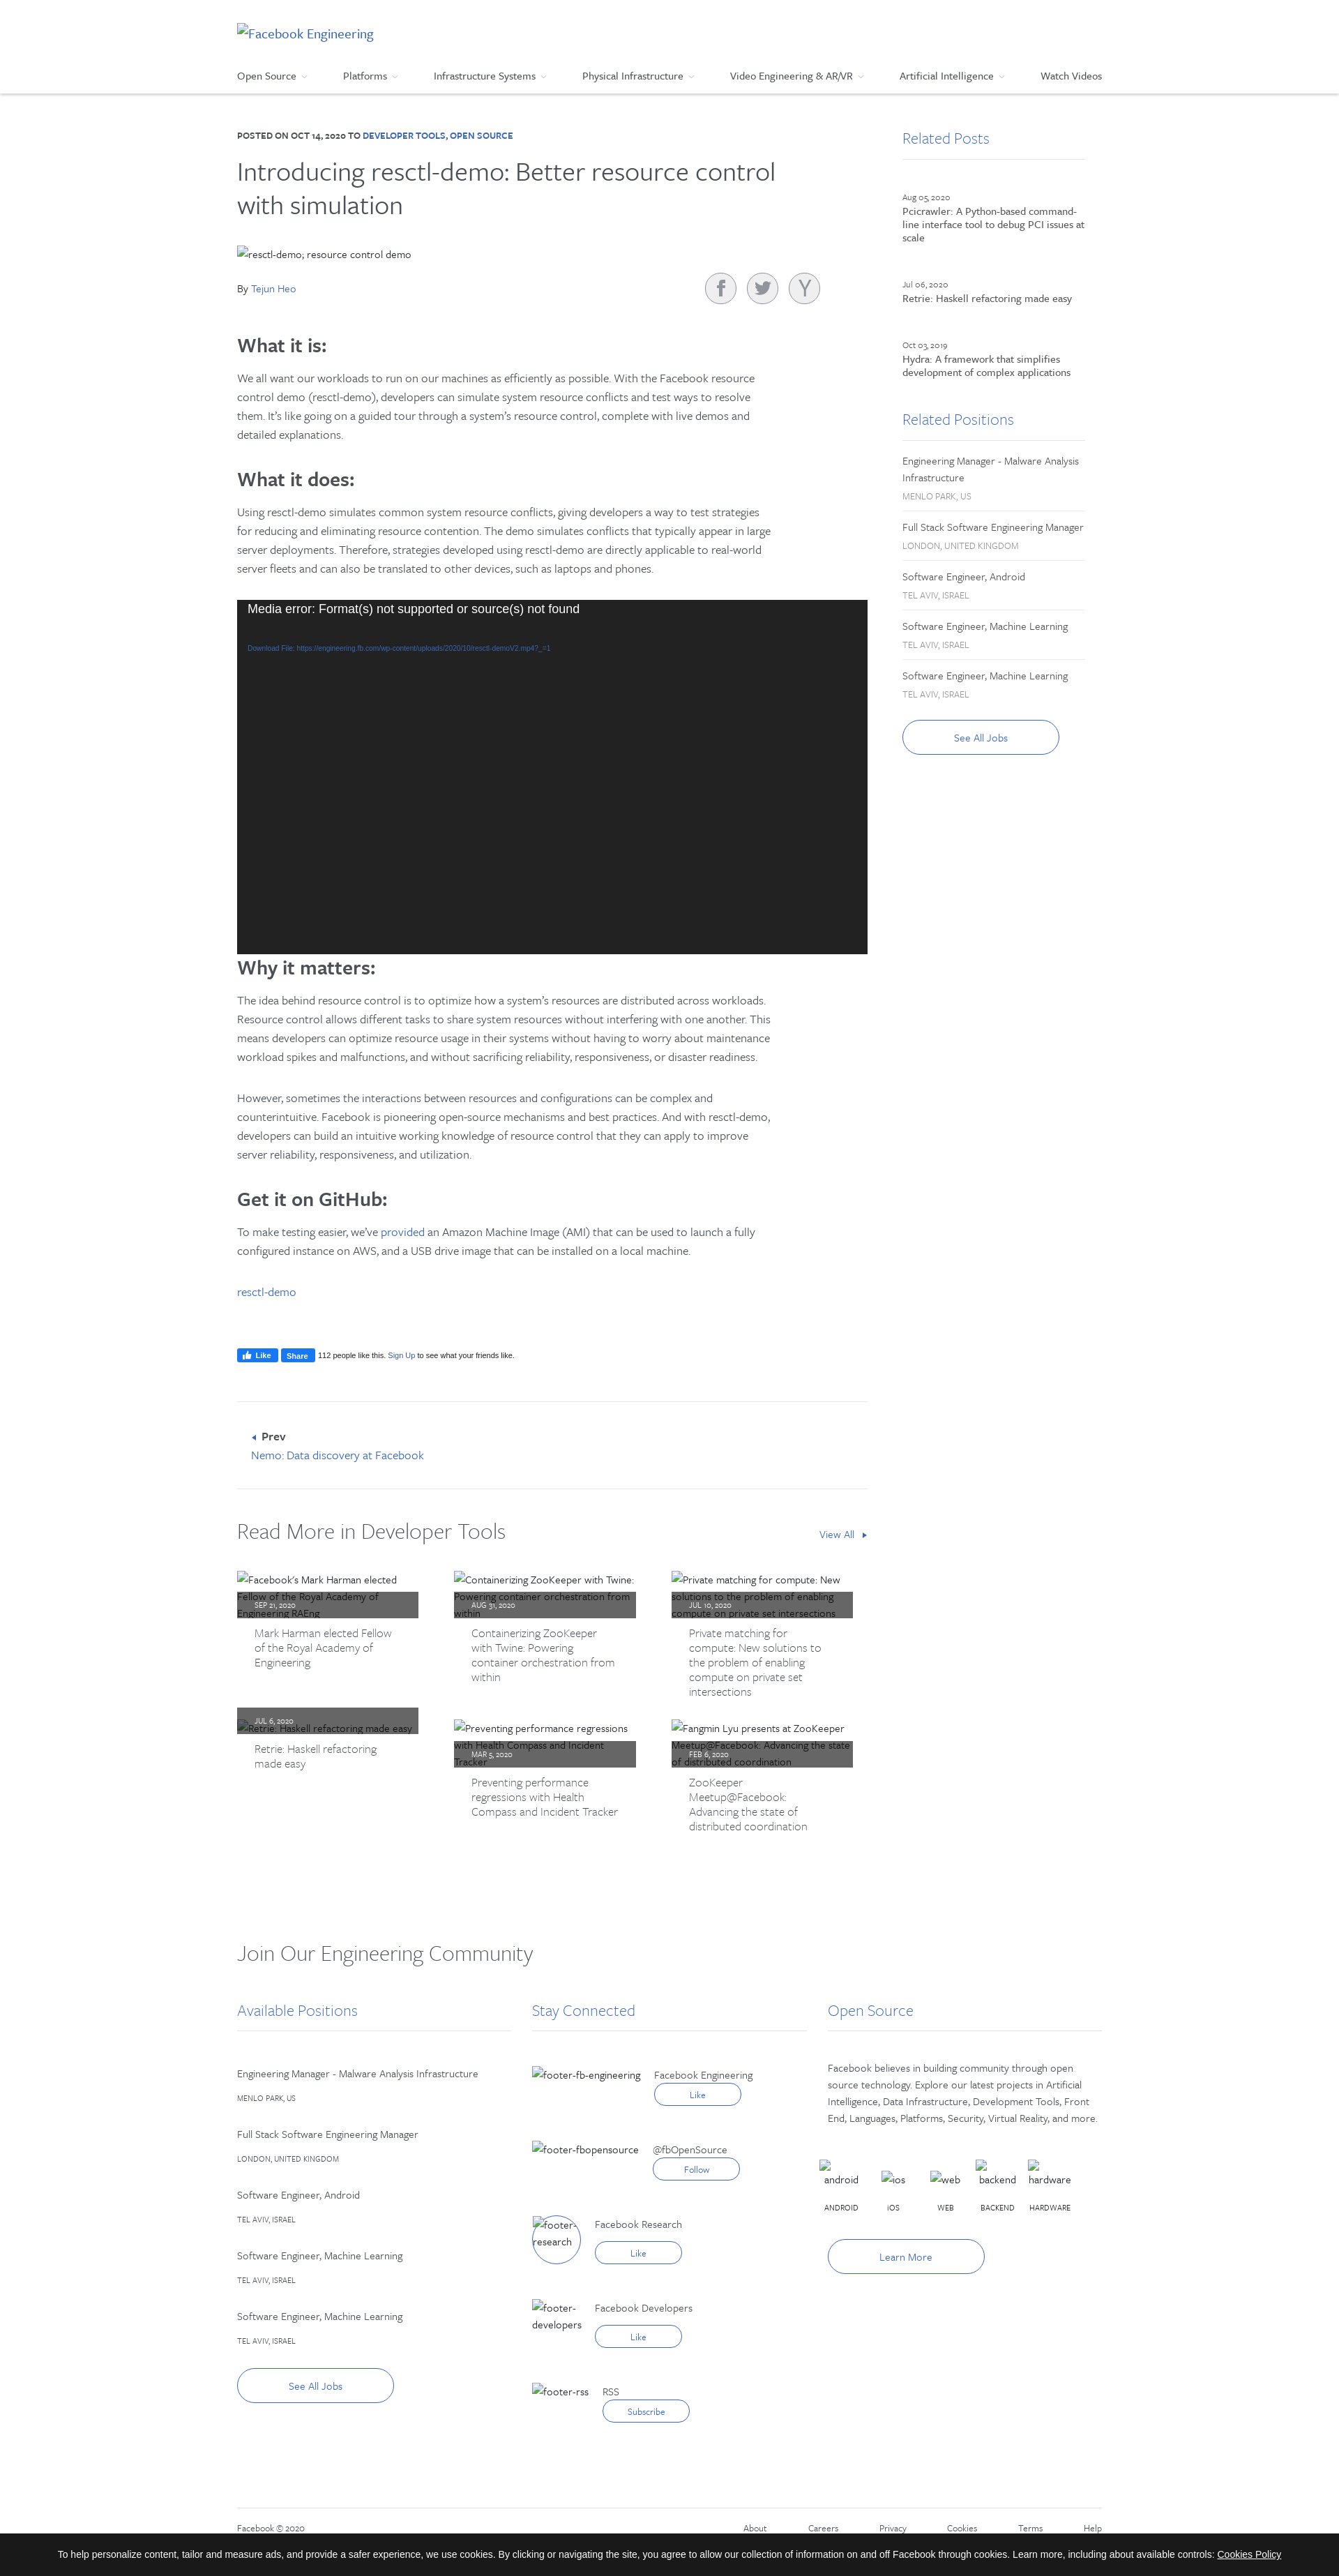 Facebook Engineering
Open Source
Platforms
Infrastructure Systems
Physical Infrastructure
Video Engineering & AR/VR
Artificial Intelligence
Watch Videos
POSTED ON OCT 14, 2020 TO DEVELOPER TOOLS, OPEN SOURCE
Introducing resctl-demo: Better resource control
with simulation
resctl-demo; resource control demo
By Tejun Heo
What it is:
We all want our workloads to run on our machines as efficiently as possible. With the Facebook resource
control demo (resctl-demo), developers can simulate system resource conflicts and test ways to resolve
them. It’s like going on a guided tour through a system’s resource control, complete with live demos and
detailed explanations.
What it does:
Using resctl-demo simulates common system resource conflicts, giving developers a way to test strategies
for reducing and eliminating resource contention. The demo simulates conflicts that typically appear in large
server deployments. Therefore, strategies developed using resctl-demo are directly applicable to real-world
server fleets and can also be translated to other devices, such as laptops and phones.
Media error: Format(s) not supported or source(s) not found
Download File: https://engineering.fb.com/wp-content/uploads/2020/10/resctl-demoV2.mp4?_=1
Why it matters:
The idea behind resource control is to optimize how a system’s resources are distributed across workloads.
Resource control allows different tasks to share system resources without interfering with one another. This
means developers can optimize resource usage in their systems without having to worry about maintenance
workload spikes and malfunctions, and without sacrificing reliability, responsiveness, or disaster readiness.
However, sometimes the interactions between resources and configurations can be complex and
counterintuitive. Facebook is pioneering open-source mechanisms and best practices. And with resctl-demo,
developers can build an intuitive working knowledge of resource control that they can apply to improve
server reliability, responsiveness, and utilization.
Get it on GitHub:
To make testing easier, we’ve provided an Amazon Machine Image (AMI) that can be used to launch a fully
configured instance on AWS, and a USB drive image that can be installed on a local machine.
resctl-demo
Like Share 112 people like this. Sign Up to see what your friends like.
Prev
Nemo: Data discovery at Facebook
Related Posts
Aug 05, 2020
Pcicrawler: A Python-based command-
line interface tool to debug PCI issues at
scale
Jul 06, 2020
Retrie: Haskell refactoring made easy
Oct 03, 2019
Hydra: A framework that simplifies
development of complex applications
Related Positions
Engineering Manager - Malware Analysis
Infrastructure
MENLO PARK, US
Full Stack Software Engineering Manager
LONDON, UNITED KINGDOM
Software Engineer, Android
TEL AVIV, ISRAEL
Software Engineer, Machine Learning
TEL AVIV, ISRAEL
Software Engineer, Machine Learning
TEL AVIV, ISRAEL
See All Jobs
Read More in Developer Tools
View All
Facebook's Mark Harman elected
Fellow of the Royal Academy of
Engineering RAEng
SEP 21, 2020
Mark Harman elected Fellow
of the Royal Academy of
Engineering
Containerizing ZooKeeper with Twine:
Powering container orchestration from
within
AUG 31, 2020
Containerizing ZooKeeper
with Twine: Powering
container orchestration from
within
Private matching for compute: New
solutions to the problem of enabling
compute on private set intersections
JUL 10, 2020
Private matching for
compute: New solutions to
the problem of enabling
compute on private set
intersections
JUL 6, 2020
Retrie: Haskell refactoring made easy
Retrie: Haskell refactoring
made easy
Preventing performance regressions
with Health Compass and Incident
Tracker
MAR 5, 2020
Preventing performance
regressions with Health
Compass and Incident Tracker
Fangmin Lyu presents at ZooKeeper
Meetup@Facebook: Advancing the state
of distributed coordination
FEB 6, 2020
ZooKeeper
Meetup@Facebook:
Advancing the state of
distributed coordination
Join Our Engineering Community
Available Positions
Engineering Manager - Malware Analysis Infrastructure
MENLO PARK, US
Full Stack Software Engineering Manager
LONDON, UNITED KINGDOM
Software Engineer, Android
TEL AVIV, ISRAEL
Software Engineer, Machine Learning
TEL AVIV, ISRAEL
Software Engineer, Machine Learning
TEL AVIV, ISRAEL
See All Jobs
Stay Connected
footer-fb-engineering
Facebook Engineering
Like
footer-fbopensource
@fbOpenSource
Follow
footer-
research
Facebook Research
Like
footer-
developers
Facebook Developers
Like
footer-rss
RSS
Subscribe
Open Source
Facebook believes in building community through open
source technology. Explore our latest projects in Artificial
Intelligence, Data Infrastructure, Development Tools, Front
End, Languages, Platforms, Security, Virtual Reality, and more.
android
ios
web
backend
hardware
ANDROID
iOS
WEB
BACKEND
HARDWARE
Learn More
Facebook © 2020
About
Careers
Privacy
Cookies
Terms
Help
To help personalize content, tailor and measure ads, and provide a safer experience, we use cookies. By clicking or navigating the site, you agree to allow our collection of information on and off Facebook through cookies. Learn more, including about available controls: Cookies Policy